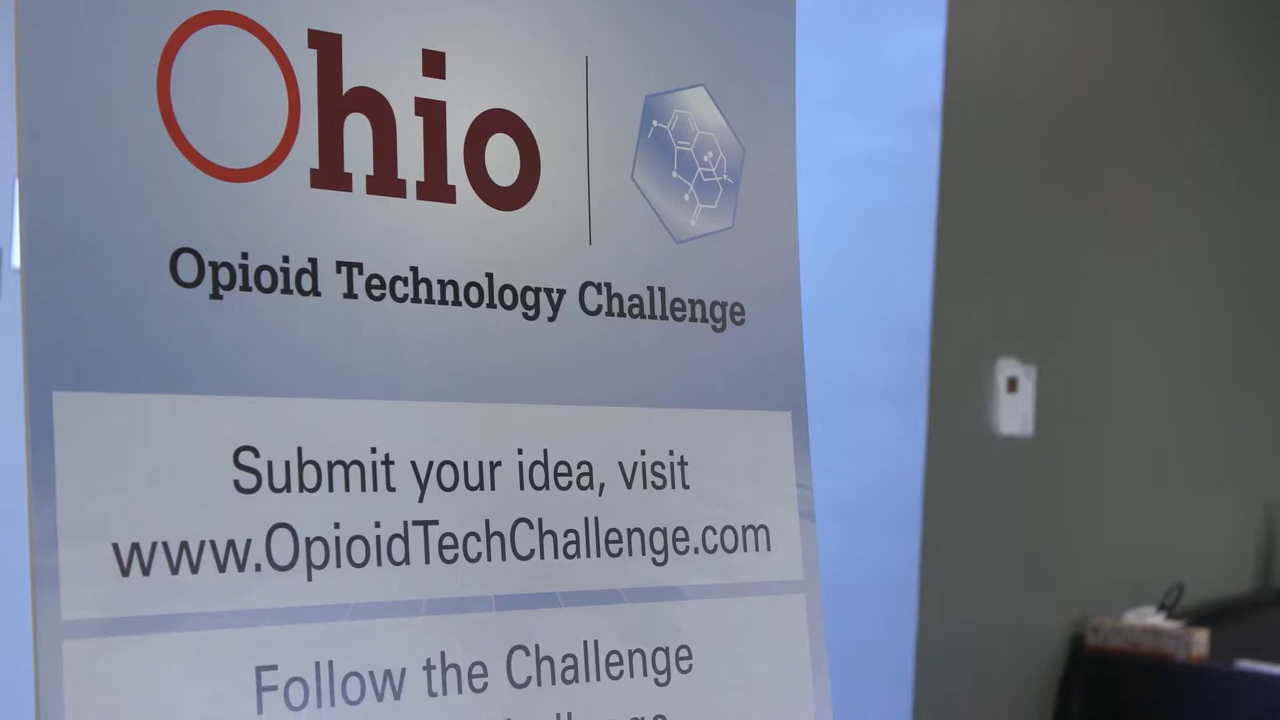 Ohio
Opioid Technology Challenge
Submit your idea, visit
www.OpioidTechChallenge.com
Follow the Challenge